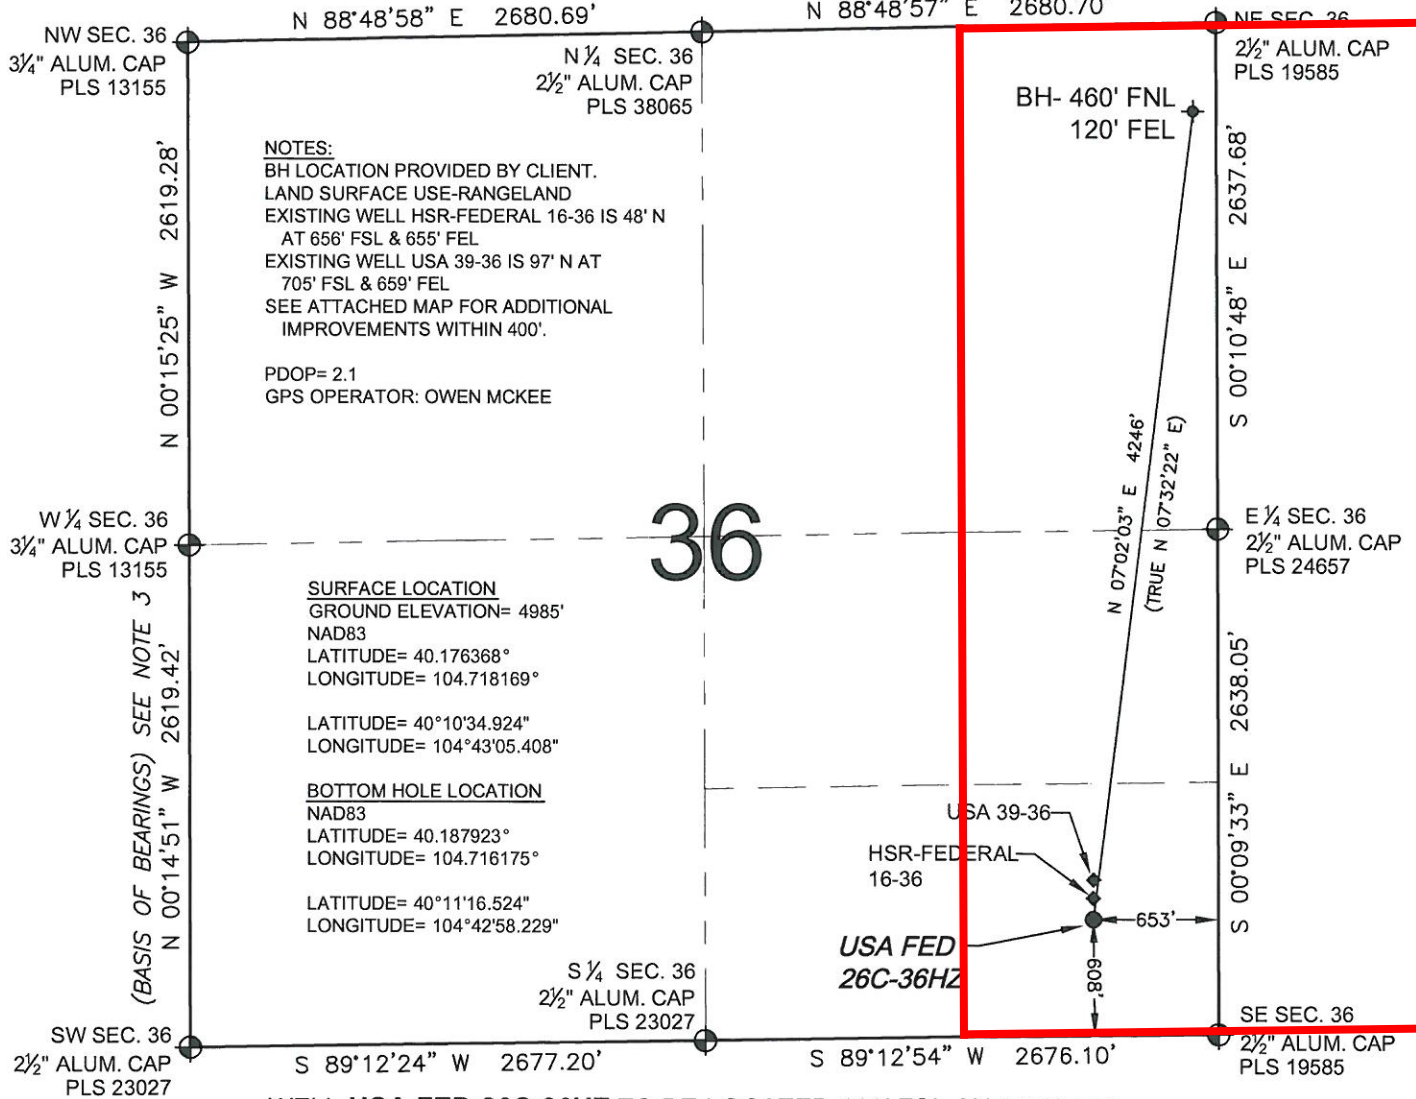 N 88°48'58" E 2680.69'
N 88°48'57" E 2680.70'
NW SEC. 36
3¼" ALUM. CAP
PLS 13155
N ¼ SEC. 36
2½" ALUM. CAP
PLS 38065
NE SEC. 36
2½" ALUM. CAP
PLS 19585
BH- 460' FNL
120' FEL
NOTES:
BH LOCATION PROVIDED BY CLIENT.
LAND SURFACE USE-RANGELAND
EXISTING WELL HSR-FEDERAL 16-36 IS 48' N
AT 656' FSL & 655' FEL
EXISTING WELL USA 39-36 IS 97' N AT
705' FSL & 659' FEL
SEE ATTACHED MAP FOR ADDITIONAL
IMPROVEMENTS WITHIN 400'.
PDOP= 2.1
GPS OPERATOR: OWEN MCKEE
N 00°15'25" W 2619.28'
S 00°10'48" E 2637.68'
N 07°02'03" E 4246'
(TRUE N 07°32'22" E)
W ¼ SEC. 36
3¼" ALUM. CAP
PLS 13155
36
E ¼ SEC. 36
2½" ALUM. CAP
PLS 24657
SURFACE LOCATION
GROUND ELEVATION= 4985'
NAD83
LATITUDE= 40.176368°
LONGITUDE= 104.718169°
LATITUDE= 40°10'34.924"
LONGITUDE= 104°43'05.408"
BOTTOM HOLE LOCATION
NAD83
LATITUDE= 40.187923°
LONGITUDE= 104.716175°
LATITUDE= 40°11'16.524"
LONGITUDE= 104°42'58.229"
(BASIS OF BEARINGS) SEE NOTE 3
N 00°14'51" W 2619.42'
S 00°09'33" E 2638.05'
USA 39-36
HSR-FEDERAL
16-36
653'
USA FED
26C-36HZ
608'
SW SEC. 36
2½" ALUM. CAP
PLS 23027
S ¼ SEC. 36
2½" ALUM. CAP
PLS 23027
SE SEC. 36
2½" ALUM. CAP
PLS 19585
S 89°12'24" W 2677.20'
S 89°12'54" W 2676.10'